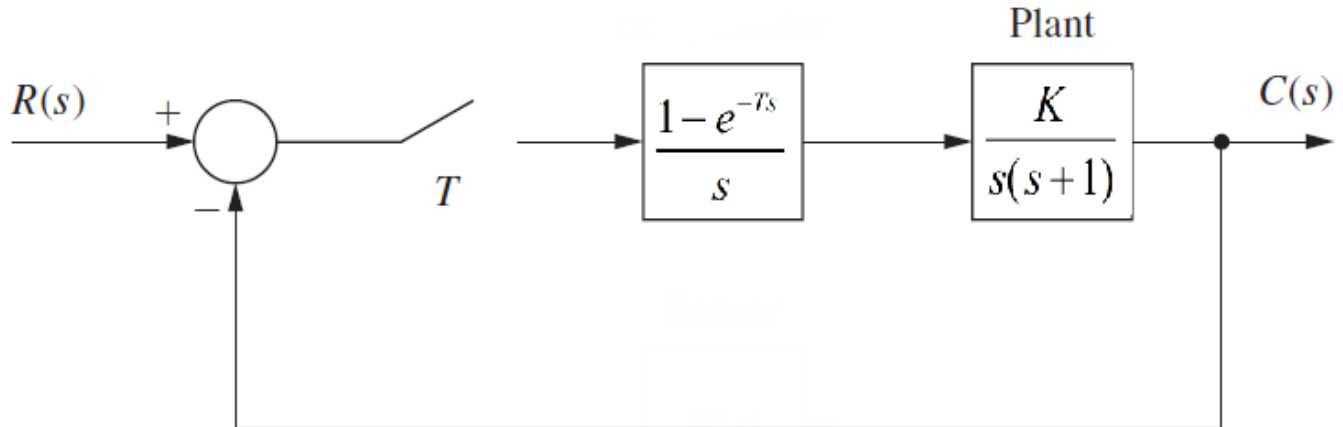 Plant
R(s)
+
1 − e^{−Ts}
s
K
s(s+1)
C(s)
T
−